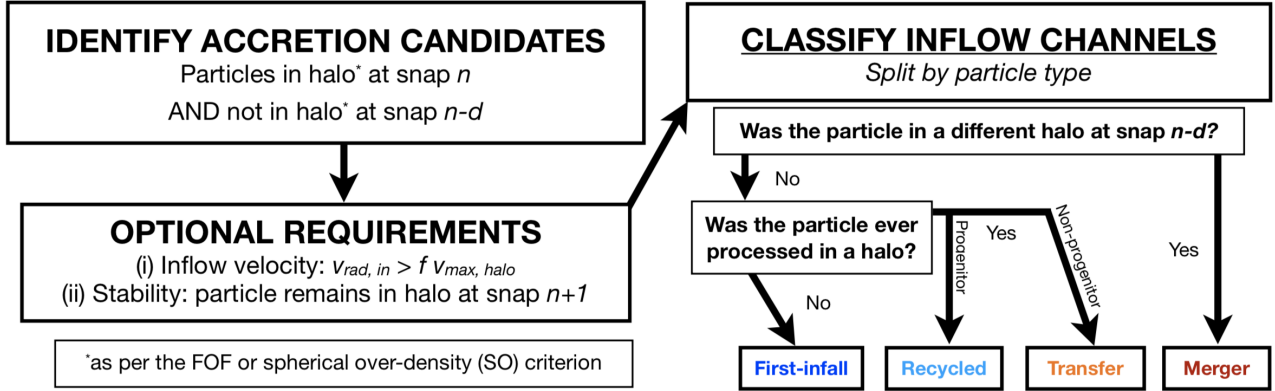 IDENTIFY ACCRETION CANDIDATES
Particles in halo* at snap n
AND not in halo* at snap n-d
OPTIONAL REQUIREMENTS
(i) Inflow velocity: vrad, in > f vmax, halo
(ii) Stability: particle remains in halo at snap n+1
*as per the FOF or spherical over-density (SO) criterion
CLASSIFY INFLOW CHANNELS
Split by particle type
Was the particle in a different halo at snap n-d?
No
Yes
Was the particle ever
processed in a halo?
No
Yes
Progenitor
Non-progenitor
First-infall
Recycled
Transfer
Merger